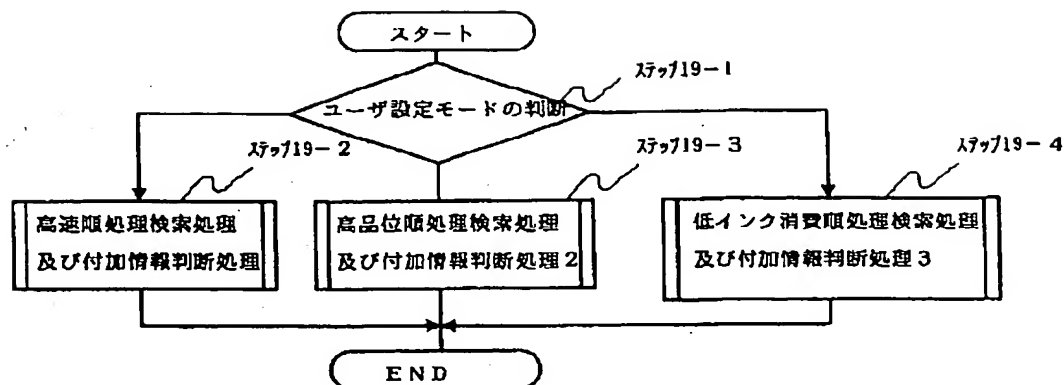 スタート
ステップ19-1
ユーザ設定モードの判断
ステップ19-2
ステップ19-3
ステップ19-4
高速順処理検索処理
及び付加情報判断処理
高品位順処理検索処理
及び付加情報判断処理2
低インク消費順処理検索処理
及び付加情報判断処理3
END